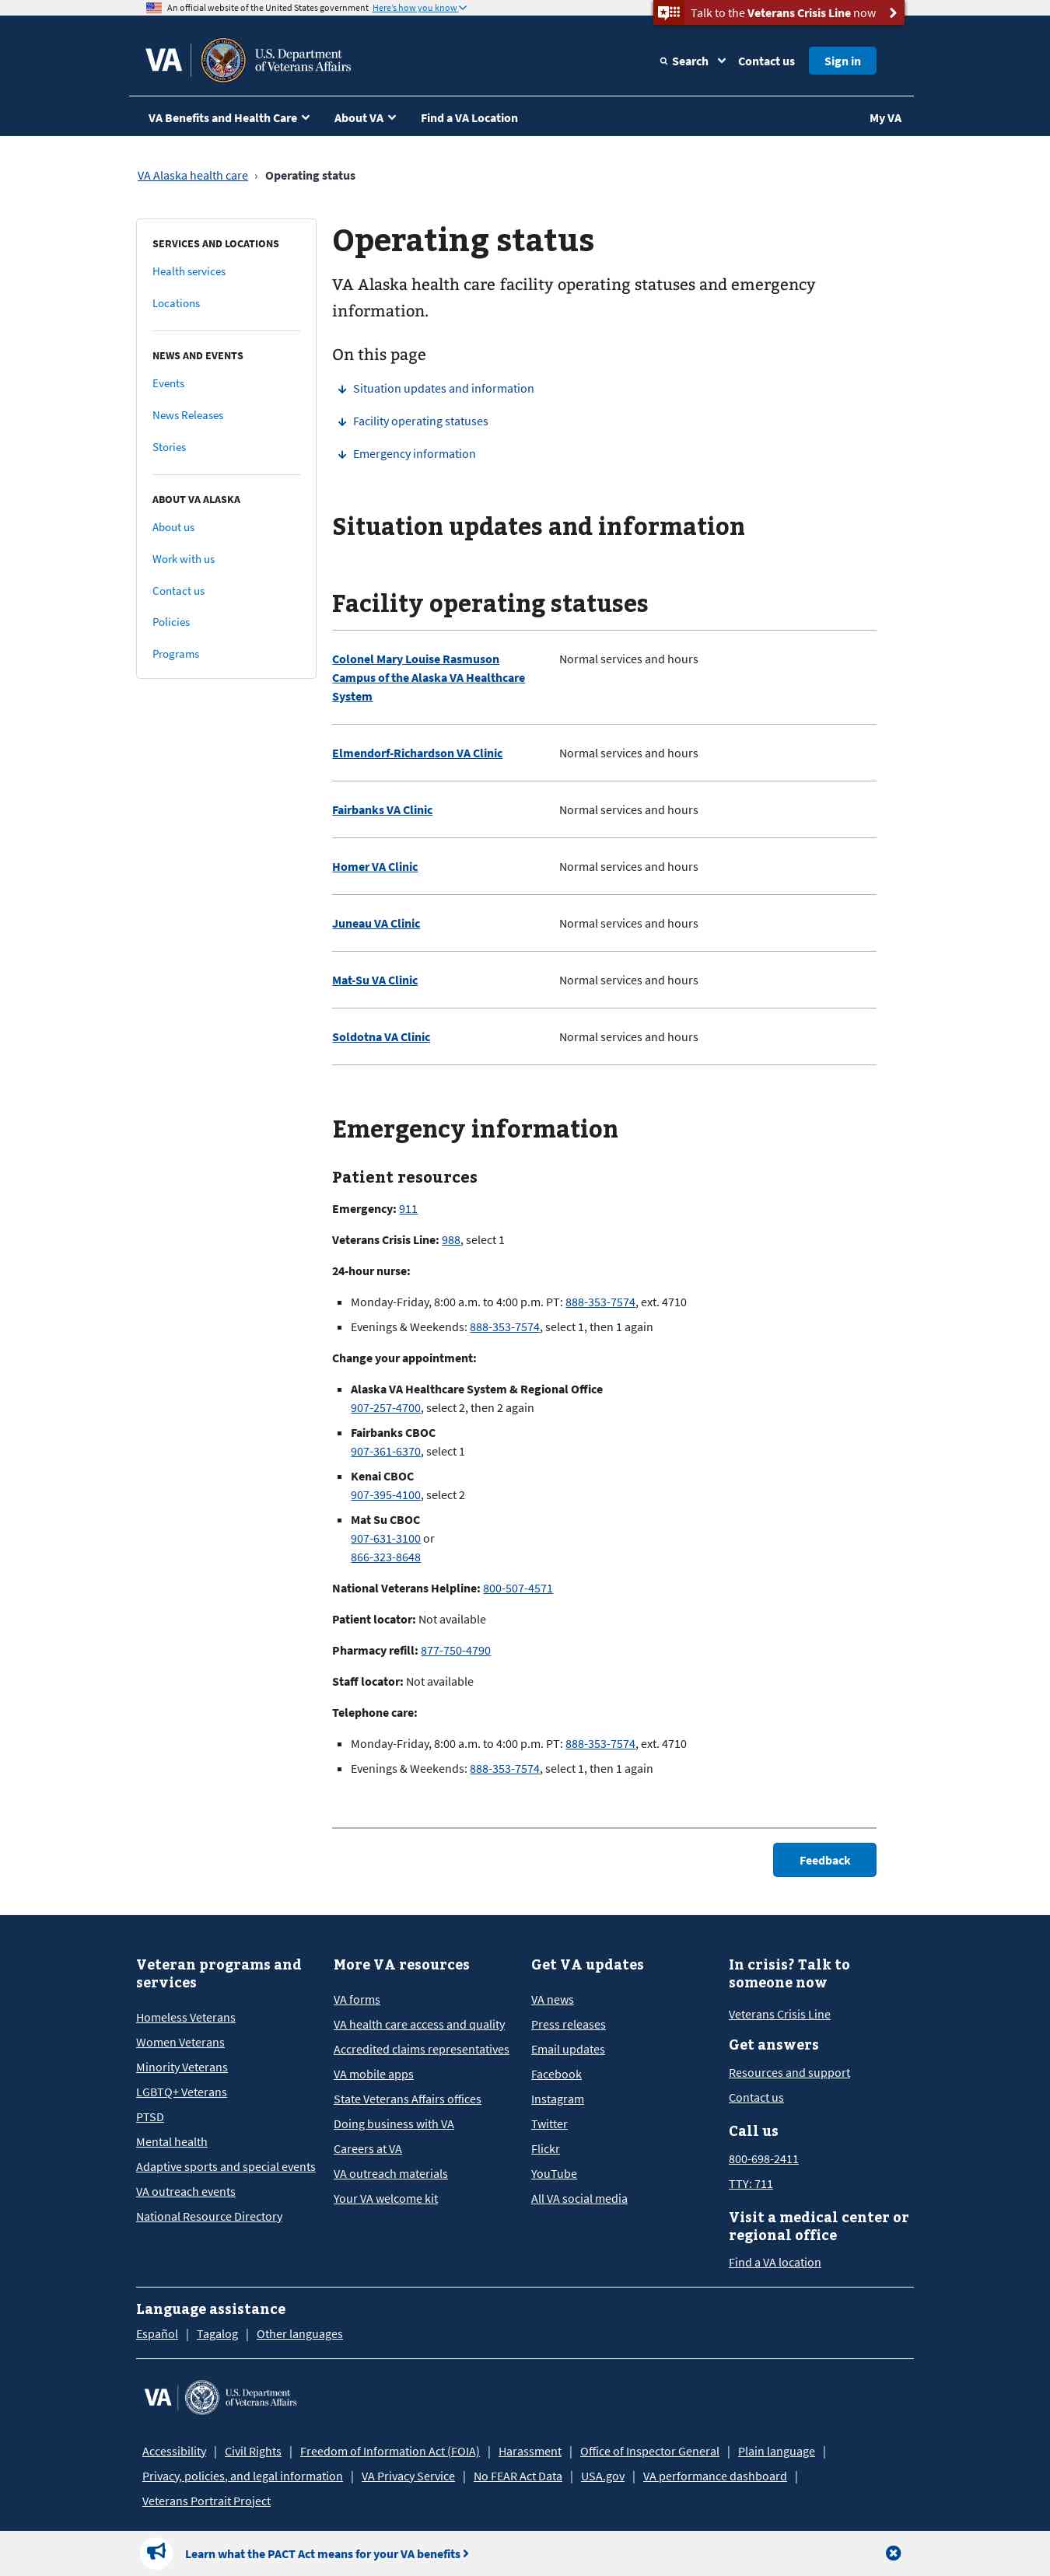 An official website of the United States government Here's how you know
Talk to the Veterans Crisis Line now
VA
U.S. Department
of Veterans Affairs
Search
Contact us
Sign in
VA Benefits and Health Care
About VA
Find a VA Location
My VA
VA Alaska health care › Operating status
SERVICES AND LOCATIONS
Health services
Locations
NEWS AND EVENTS
Events
News Releases
Stories
ABOUT VA ALASKA
About us
Work with us
Contact us
Policies
Programs
Operating status
VA Alaska health care facility operating statuses and emergency
information.
On this page
Situation updates and information
Facility operating statuses
Emergency information
Situation updates and information
Facility operating statuses
Colonel Mary Louise Rasmuson
Campus of the Alaska VA Healthcare
System
Normal services and hours
Elmendorf-Richardson VA Clinic
Normal services and hours
Fairbanks VA Clinic
Normal services and hours
Homer VA Clinic
Normal services and hours
Juneau VA Clinic
Normal services and hours
Mat-Su VA Clinic
Normal services and hours
Soldotna VA Clinic
Normal services and hours
Emergency information
Patient resources
Emergency: 911
Veterans Crisis Line: 988, select 1
24-hour nurse:
Monday-Friday, 8:00 a.m. to 4:00 p.m. PT: 888-353-7574, ext. 4710
Evenings & Weekends: 888-353-7574, select 1, then 1 again
Change your appointment:
Alaska VA Healthcare System & Regional Office
907-257-4700, select 2, then 2 again
Fairbanks CBOC
907-361-6370, select 1
Kenai CBOC
907-395-4100, select 2
Mat Su CBOC
907-631-3100 or
866-323-8648
National Veterans Helpline: 800-507-4571
Patient locator: Not available
Pharmacy refill: 877-750-4790
Staff locator: Not available
Telephone care:
Monday-Friday, 8:00 a.m. to 4:00 p.m. PT: 888-353-7574, ext. 4710
Evenings & Weekends: 888-353-7574, select 1, then 1 again
Feedback
Veteran programs and
services
Homeless Veterans
Women Veterans
Minority Veterans
LGBTQ+ Veterans
PTSD
Mental health
Adaptive sports and special events
VA outreach events
National Resource Directory
More VA resources
VA forms
VA health care access and quality
Accredited claims representatives
VA mobile apps
State Veterans Affairs offices
Doing business with VA
Careers at VA
VA outreach materials
Your VA welcome kit
Get VA updates
VA news
Press releases
Email updates
Facebook
Instagram
Twitter
Flickr
YouTube
All VA social media
In crisis? Talk to
someone now
Veterans Crisis Line
Get answers
Resources and support
Contact us
Call us
800-698-2411
TTY: 711
Visit a medical center or
regional office
Find a VA location
Language assistance
Español | Tagalog | Other languages
VA
U.S. Department
of Veterans Affairs
Accessibility | Civil Rights | Freedom of Information Act (FOIA) | Harassment | Office of Inspector General | Plain language |
Privacy, policies, and legal information | VA Privacy Service | No FEAR Act Data | USA.gov | VA performance dashboard |
Veterans Portrait Project
Learn what the PACT Act means for your VA benefits